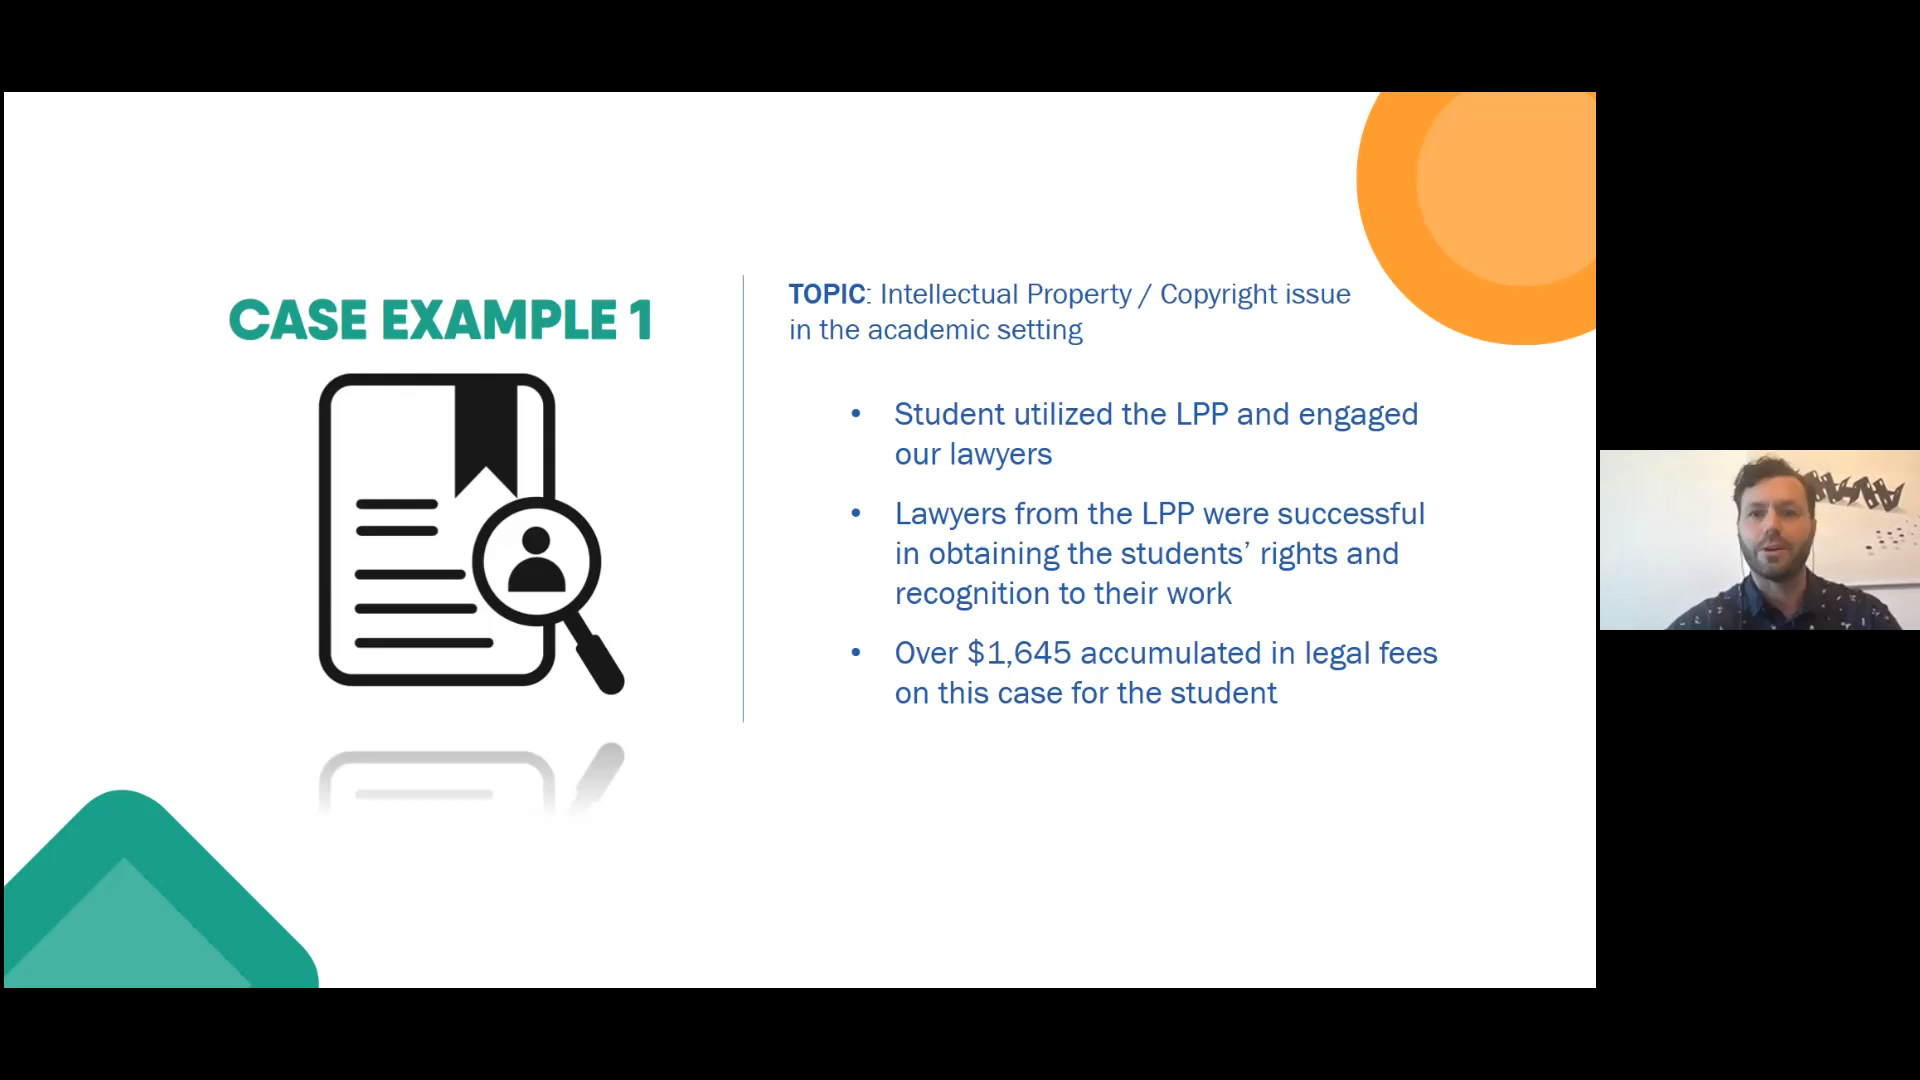 CASE EXAMPLE 1
TOPIC: Intellectual Property / Copyright issue
in the academic setting
• Student utilized the LPP and engaged
our lawyers
• Lawyers from the LPP were successful
in obtaining the students’ rights and
recognition to their work
• Over $1,645 accumulated in legal fees
on this case for the student